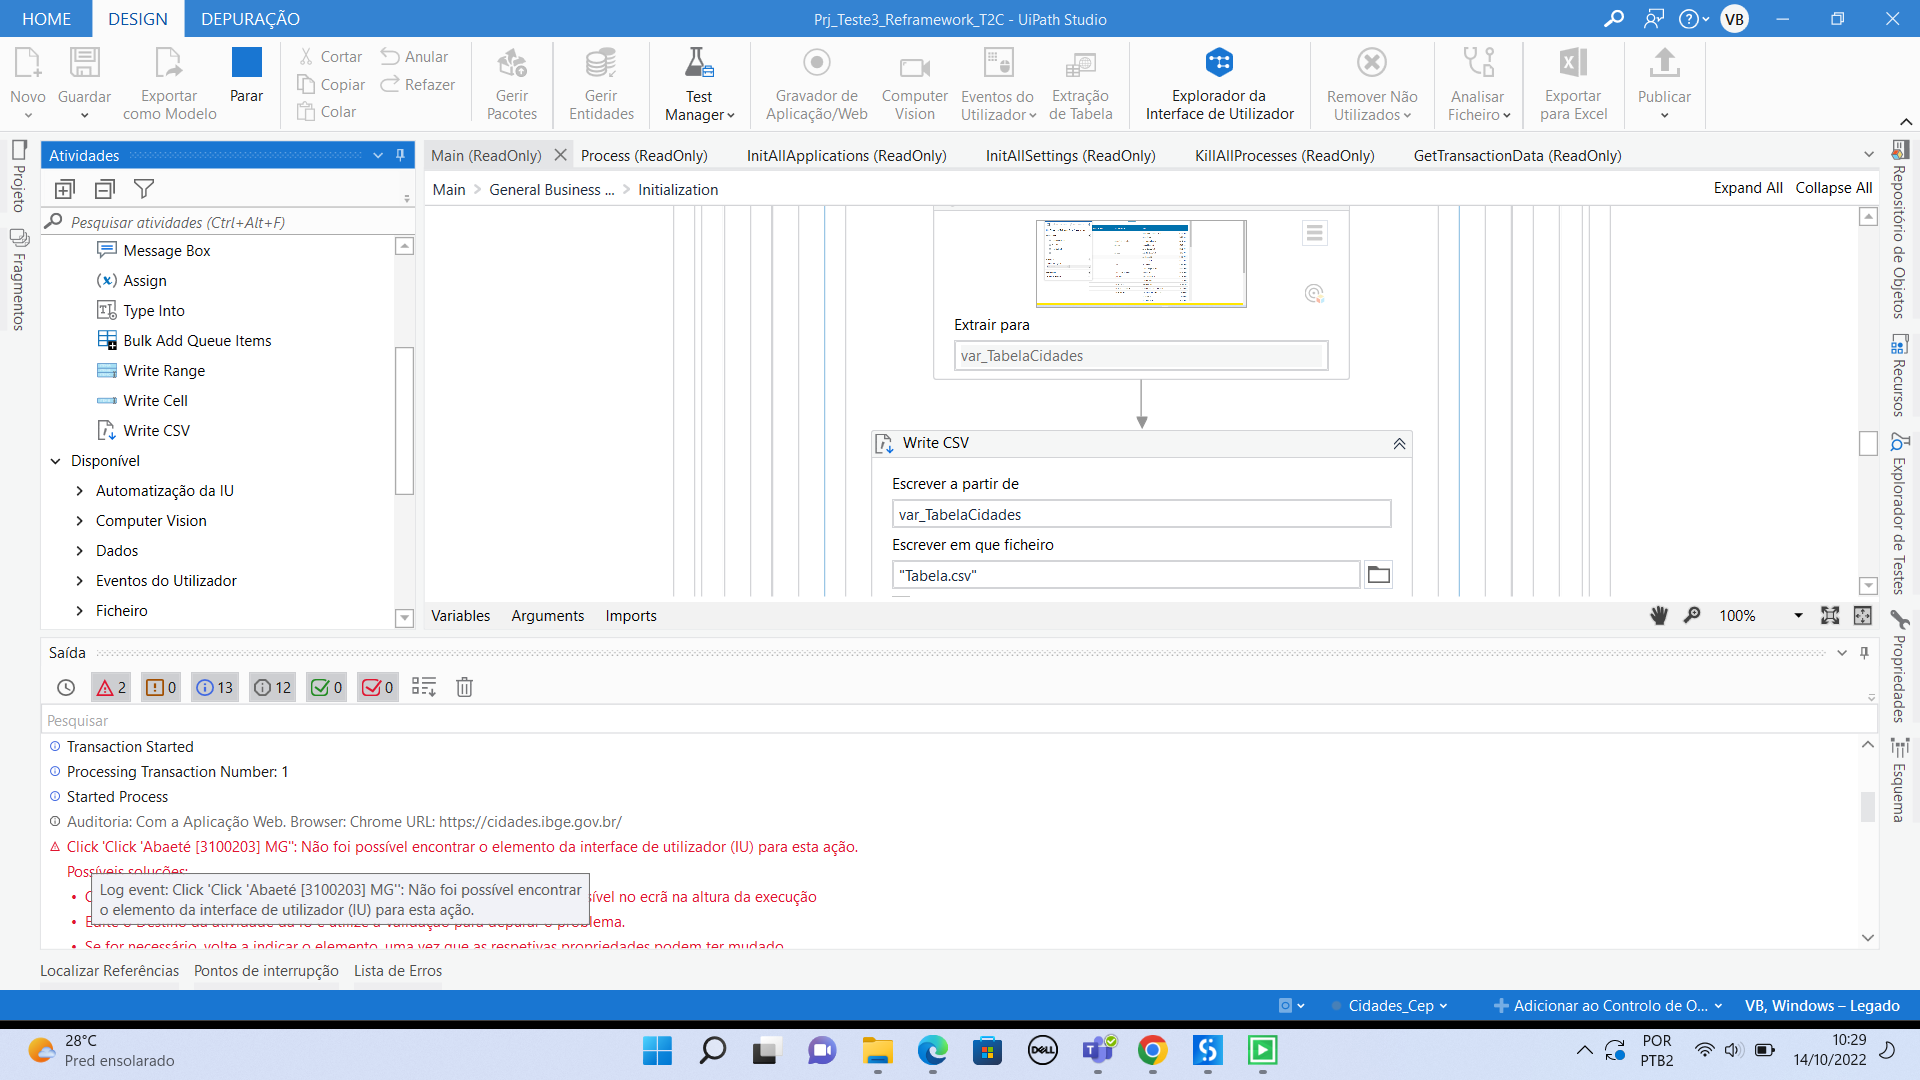 HOME
DESIGN
DEPURAÇÃO
Prj_Teste3_Reframework_T2C - UiPath Studio
VB
Novo
Guardar
Exportar
como Modelo
Parar
Cortar
Copiar
Colar
Anular
Refazer
Gerir
Pacotes
Gerir
Entidades
Test
Manager
Gravador de
Aplicação/Web
Computer
Vision
Eventos do
Utilizador
Extração
de Tabela
Explorador da
Interface de Utilizador
Remover Não
Utilizados
Analisar
Ficheiro
Exportar
para Excel
Publicar
Projeto
Fragmentos
Atividades
Pesquisar atividades (Ctrl+Alt+F)
Message Box
Assign
Type Into
Bulk Add Queue Items
Write Range
Write Cell
Write CSV
Disponível
Automatização da IU
Computer Vision
Dados
Eventos do Utilizador
Ficheiro
Main (ReadOnly)
Process (ReadOnly)
InitAllApplications (ReadOnly)
InitAllSettings (ReadOnly)
KillAllProcesses (ReadOnly)
GetTransactionData (ReadOnly)
Main > General Business ... > Initialization
Expand All
Collapse All
Extrair para
var_TabelaCidades
Write CSV
Escrever a partir de
var_TabelaCidades
Escrever em que ficheiro
"Tabela.csv"
Variables
Arguments
Imports
100%
Repositório de Objetos
Recursos
Explorador de Testes
Propriedades
Esquema
Saída
2
0
13
12
0
0
Pesquisar
Transaction Started
Processing Transaction Number: 1
Started Process
Auditoria: Com a Aplicação Web. Browser: Chrome URL: https://cidades.ibge.gov.br/
Click 'Click 'Abaeté [3100203] MG'': Não foi possível encontrar o elemento da interface de utilizador (IU) para esta ação.
Possíveis soluções:
Log event: Click 'Click 'Abaeté [3100203] MG'': Não foi possível encontrar
o elemento da interface de utilizador (IU) para esta ação.
no ecrã na altura da execução
Se for necessário, volte a indicar o elemento, uma vez que as respetivas propriedades podem ter mudado
Localizar Referências
Pontos de interrupção
Lista de Erros
Cidades_Cep
Adicionar ao Controlo de O...
VB, Windows – Legado
28°C
Pred ensolarado
DELL
POR
PTB2
10:29
14/10/2022